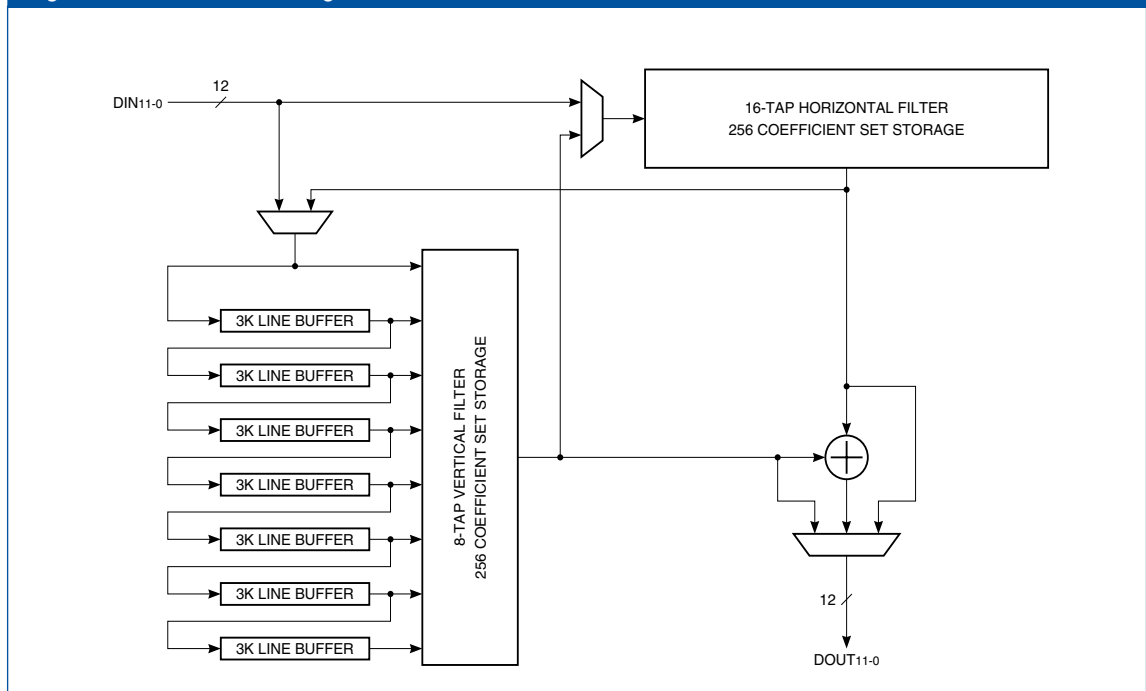 12
DIN11-0
16-TAP HORIZONTAL FILTER
256 COEFFICIENT SET STORAGE
3K LINE BUFFER
3K LINE BUFFER
3K LINE BUFFER
3K LINE BUFFER
3K LINE BUFFER
3K LINE BUFFER
3K LINE BUFFER
8-TAP VERTICAL FILTER
256 COEFFICIENT SET STORAGE
12
DOUT11-0